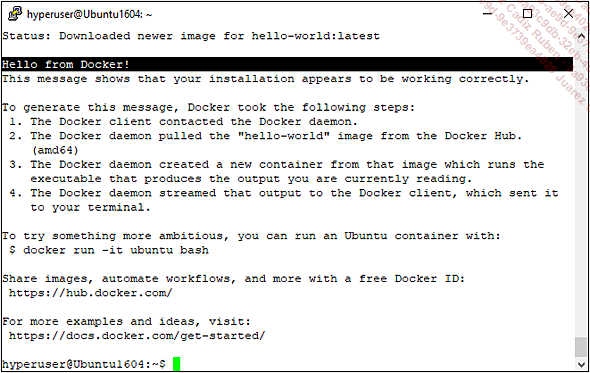 hyperuser@Ubuntu1604: ~
Status: Downloaded newer image for hello-world:latest
Hello from Docker!
This message shows that your installation appears to be working correctly.
To generate this message, Docker took the following steps:
1. The Docker client contacted the Docker daemon.
2. The Docker daemon pulled the "hello-world" image from the Docker Hub.
(amd64)
3. The Docker daemon created a new container from that image which runs the
executable that produces the output you are currently reading.
4. The Docker daemon streamed that output to the Docker client, which sent it
to your terminal.
To try something more ambitious, you can run an Ubuntu container with:
$ docker run -it ubuntu bash
Share images, automate workflows, and more with a free Docker ID:
https://hub.docker.com/
For more examples and ideas, visit:
https://docs.docker.com/get-started/
hyperuser@Ubuntu1604:~$